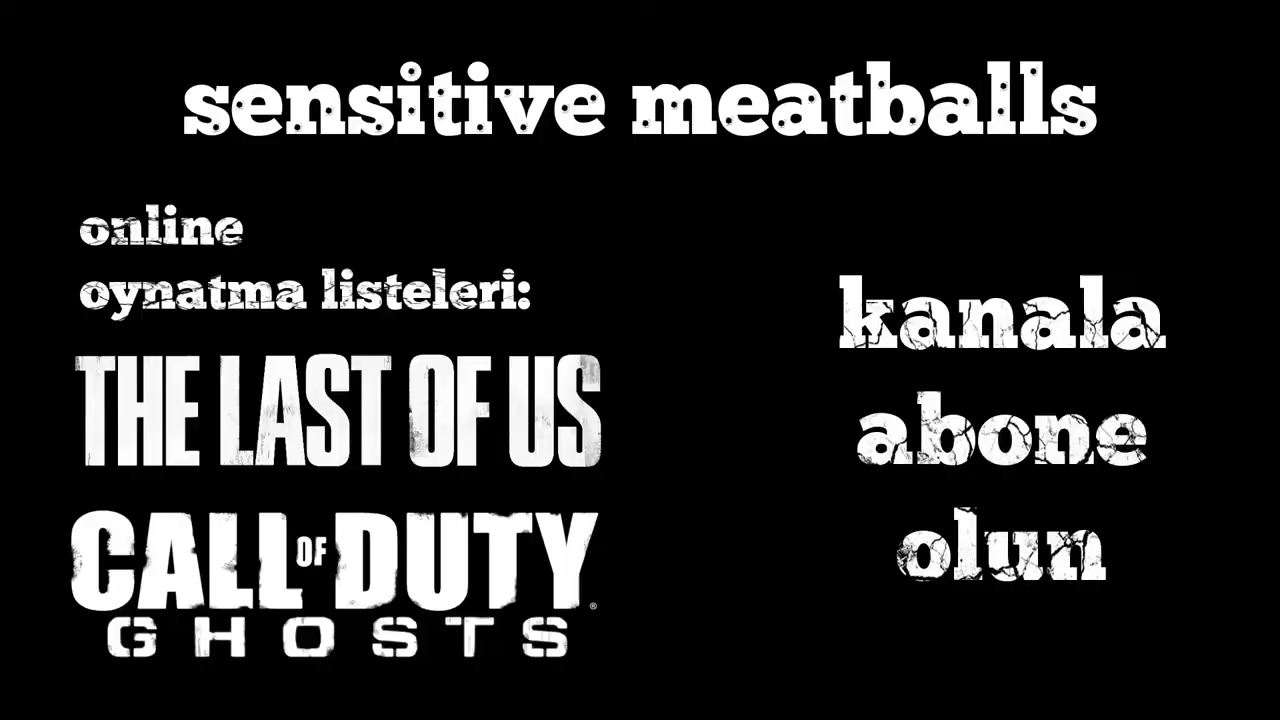 sensitive meatballs
online
oynatma listeleri:
THE LAST OF US
CALL OF DUTY®
GHOSTS
kanala
abone
olun